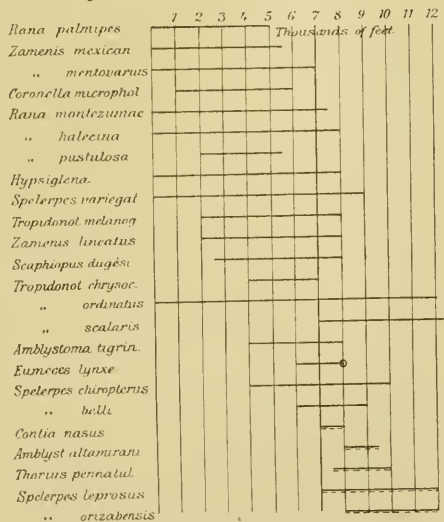 1 2 3 4 5 6 7 8 9 10 11 12
Rana palmipes Thousands of feet.
Zamenis mexican
„ mentovarius
Coronella microphol
Rana montezumae
„ halecina
„ pustulosa
Hypsiglena
Spelerpes variegat
Tropidonot melanog
Zamenis lineatus
Scaphiopus dugèsi
Tropidonot chrysoc.
„ ordinatus
„ scalaris
Amblystoma tigrin.
Eumeces lynxe
Spelerpes chiropterus
„ belli
Contia nasus
Amblyst altamirani
Thorius pennatul
Spelerpes leprosus
„ orizabensis